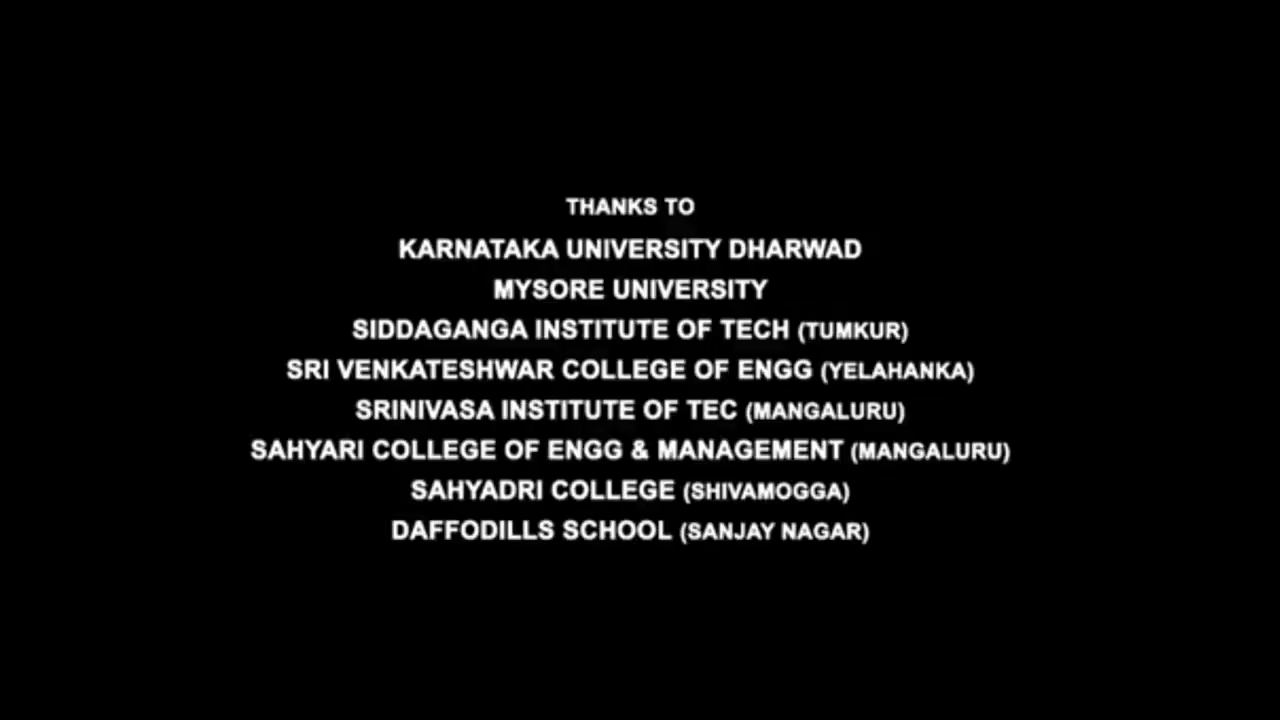 THANKS TO
KARNATAKA UNIVERSITY DHARWAD
MYSORE UNIVERSITY
SIDDAGANGA INSTITUTE OF TECH (TUMKUR)
SRI VENKATESHWAR COLLEGE OF ENGG (YELAHANKA)
SRINIVASA INSTITUTE OF TEC (MANGALURU)
SAHYARI COLLEGE OF ENGG & MANAGEMENT (MANGALURU)
SAHYADRI COLLEGE (SHIVAMOGGA)
DAFFODILLS SCHOOL (SANJAY NAGAR)